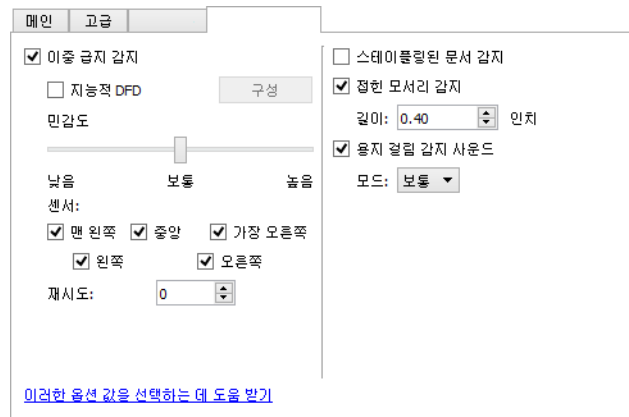 메인 고급
이중 급지 감지
지능적 DFD 구성
민감도
낮음 보통 높음
센서:
맨 왼쪽 중앙 가장 오른쪽
왼쪽 오른쪽
재시도: 0
스테이플링된 문서 감지
접힌 모서리 감지
길이: 0.40 인치
용지 걸림 감지 사운드
모드: 보통
이러한 옵션 값을 선택하는 데 도움 받기